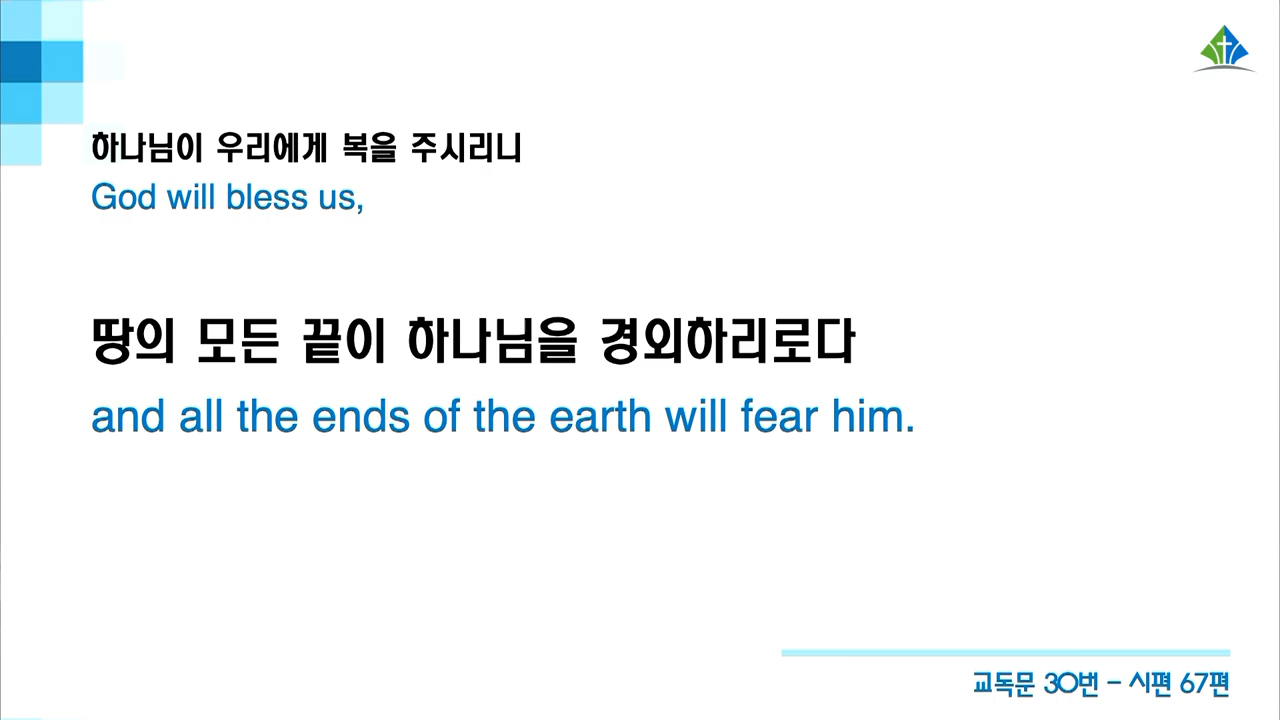 하나님이 우리에게 복을 주시리니
God will bless us,
땅의 모든 끝이 하나님을 경외하리로다
and all the ends of the earth will fear him.
교독문 30번 - 시편 67편